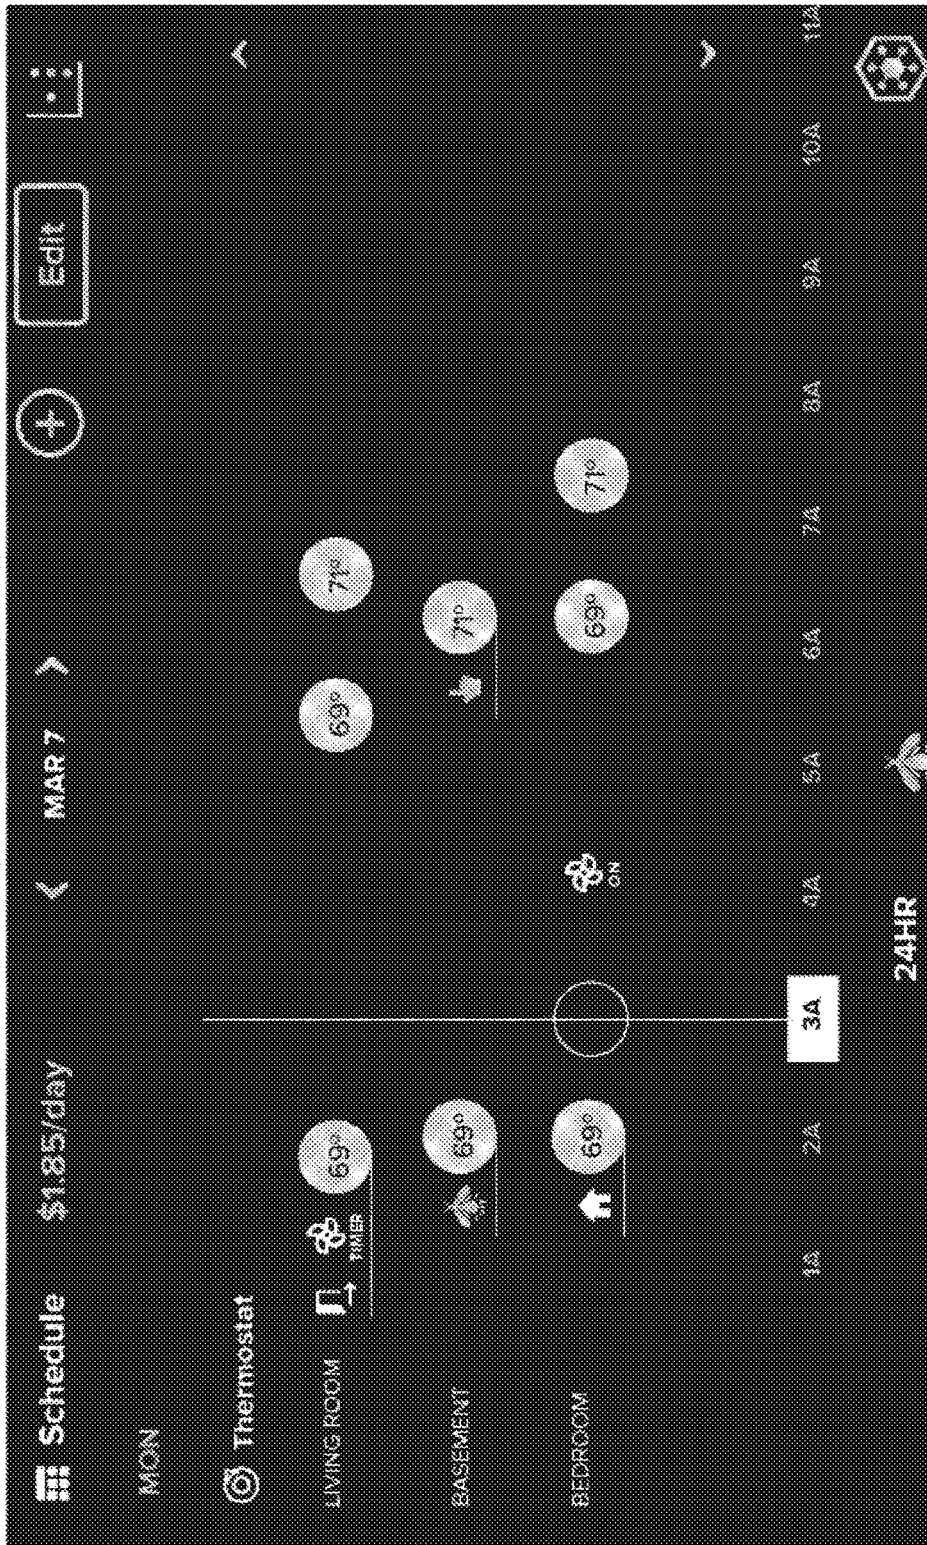 Schedule $1.85/day MAR 7 Edit
MON
Thermostat
LIVING ROOM TIMER 69° 69° 71°
BASEMENT 69° 71°
BEDROOM 69° ON 69° 71°
1A 2A 3A 4A 5A 6A 7A 8A 9A 10A 11A
24HR